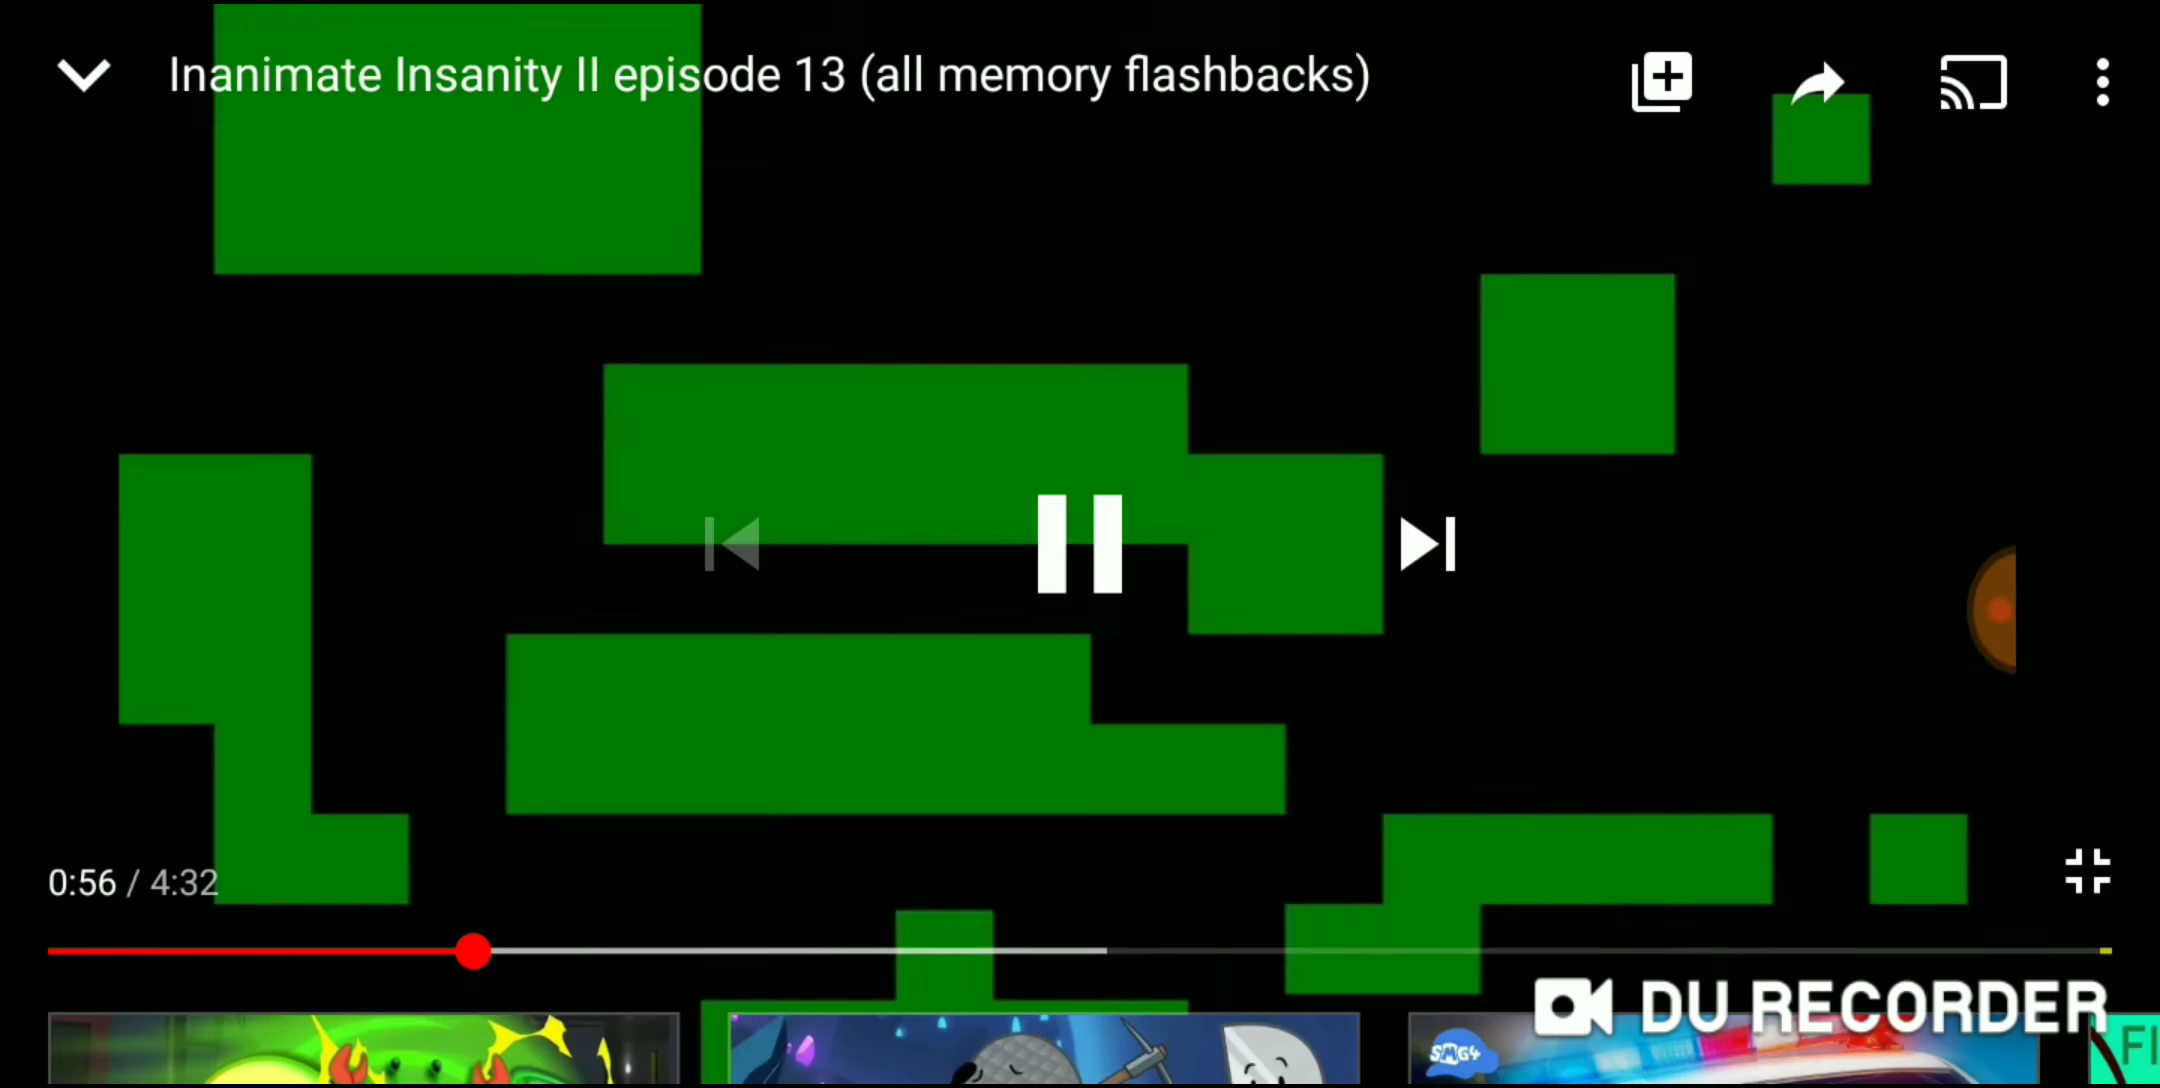 Inanimate Insanity II episode 13 (all memory flashbacks)
0:56 / 4:32
DU RECORDER
SMG4